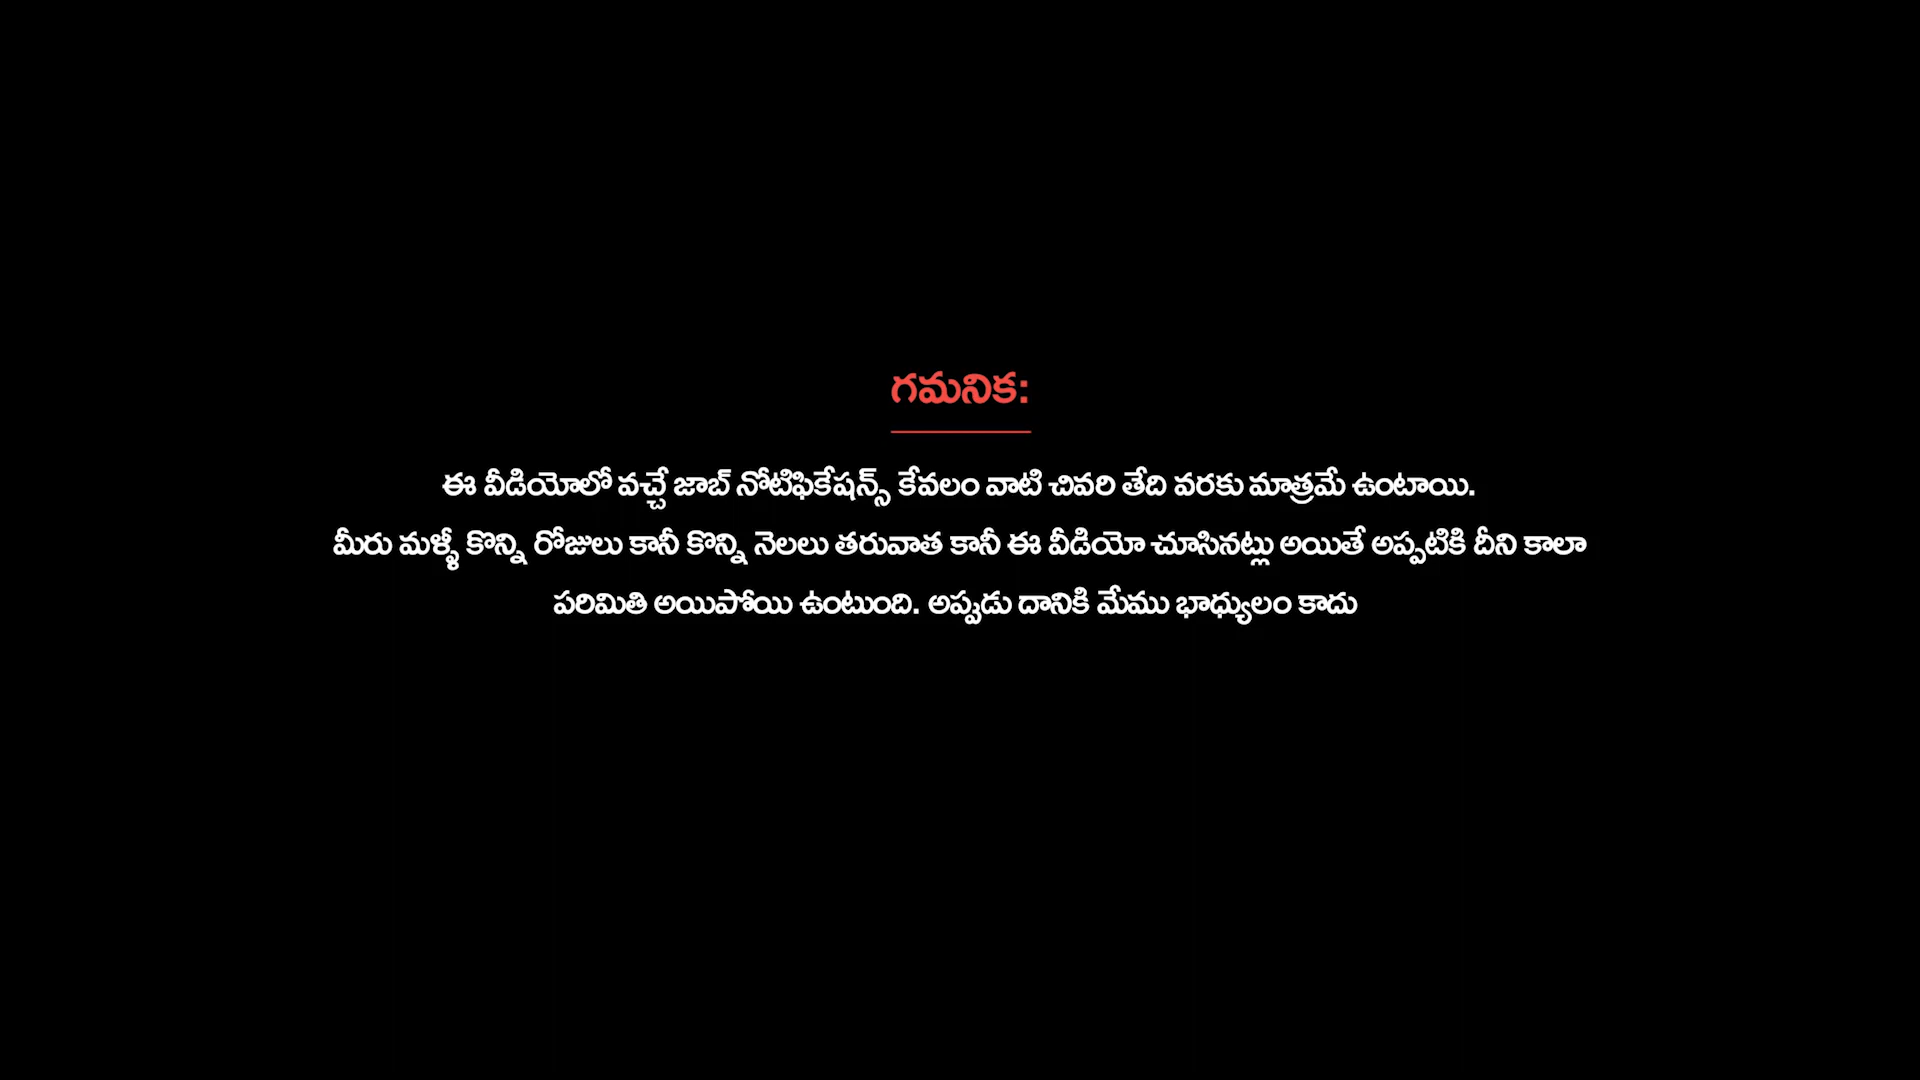 గమనిక:
ఈ వీడియోలో వచ్చే జాబ్ నోటిఫికేషన్స్ కేవలం వాటి చివరి తేది వరకు మాత్రమే ఉంటాయి.
మీరు మళ్ళీ కొన్ని రోజులు కానీ కొన్ని నెలలు తరువాత కానీ ఈ వీడియో చూసినట్లు అయితే అప్పటికి దీని కాలా
పరిమితి అయిపోయి ఉంటుంది. అప్పుడు దానికి మేము భాధ్యులం కాదు